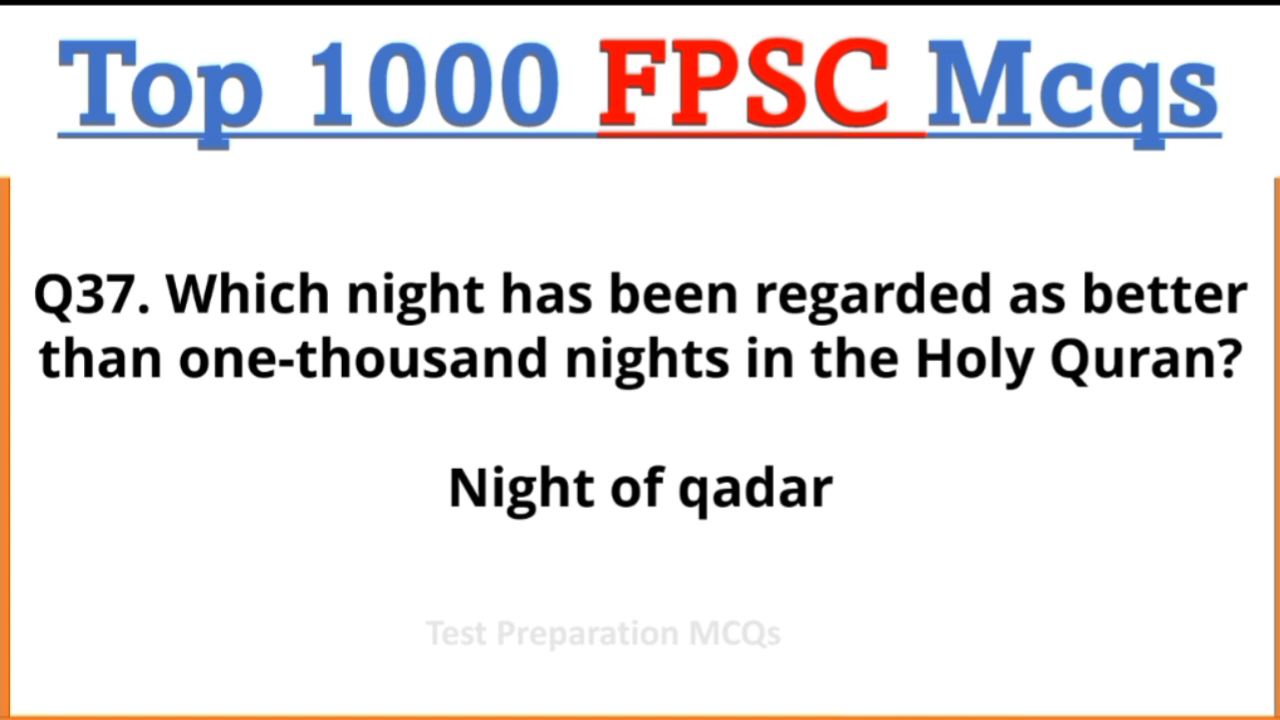 Top 1000 FPSC Mcqs
Q37. Which night has been regarded as better
than one-thousand nights in the Holy Quran?
Night of qadar
Test Preparation MCQs